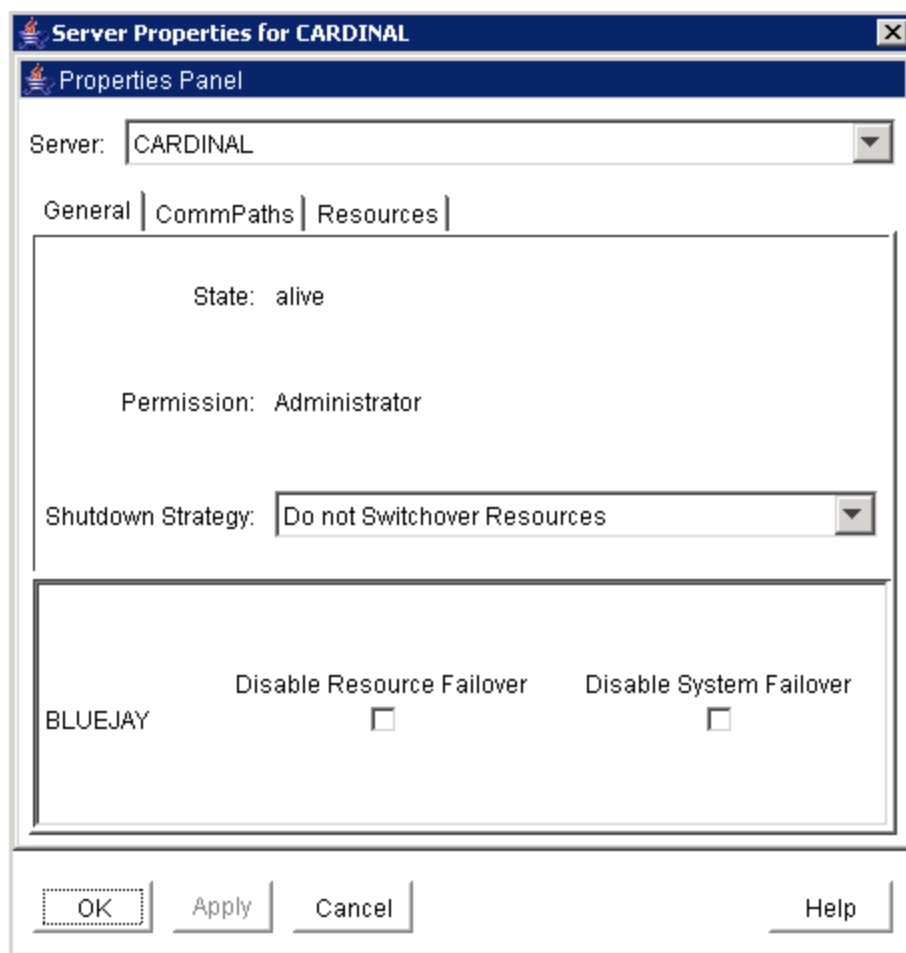 Server Properties for CARDINAL
Properties Panel
Server: CARDINAL
General CommPaths Resources
State: alive
Permission: Administrator
Shutdown Strategy: Do not Switchover Resources
Disable Resource Failover Disable System Failover
BLUEJAY
OK Apply Cancel Help